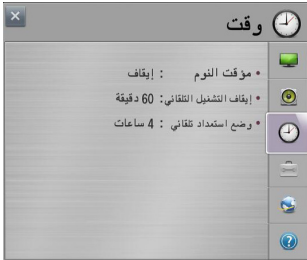 وقت
• مؤقت النوم : إيقاف
• إيقاف التشغيل التلقائي: 60 دقيقة
• وضع استعداد تلقائي : 4 ساعات